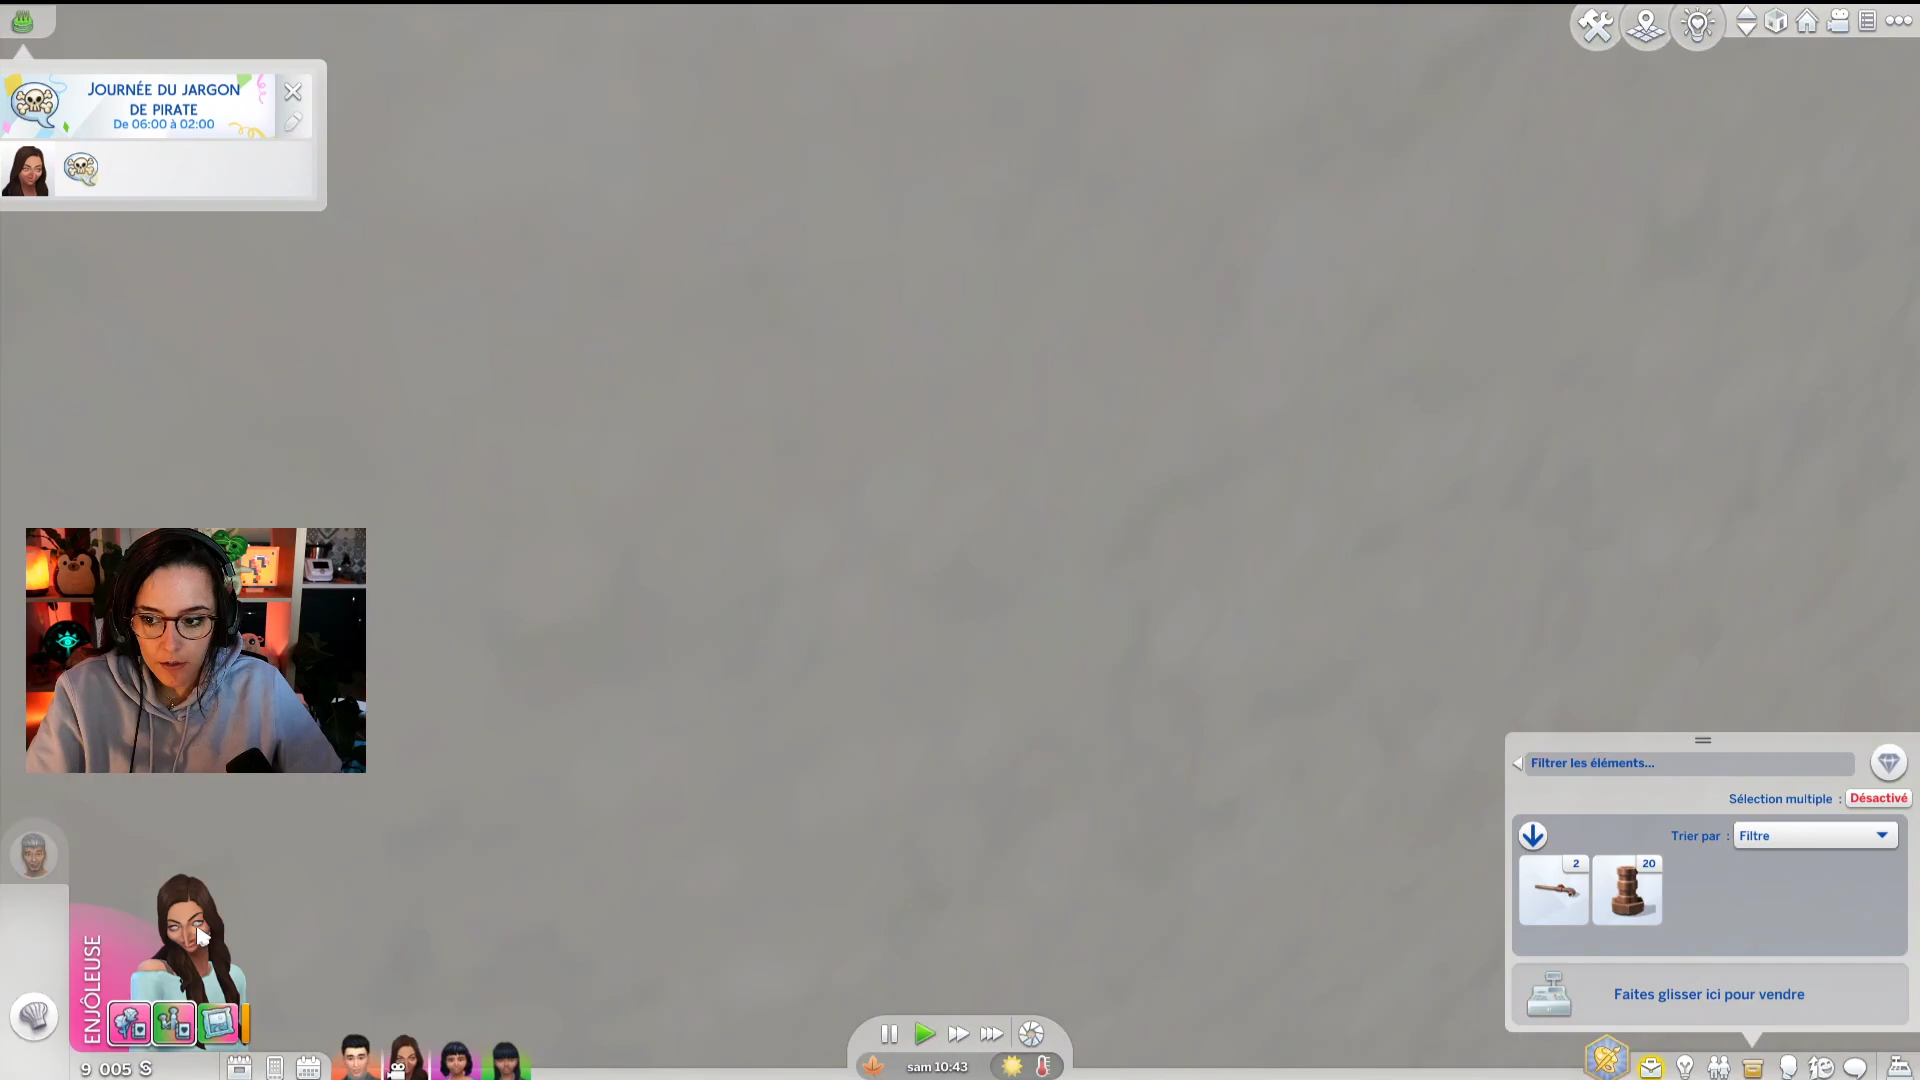 JOURNÉE DU JARGON
DE PIRATE
De 06:00 à 02:00
Filtrer les éléments...
Sélection multiple : Désactivé
Trier par : Filtre
2
20
Faites glisser ici pour vendre
ENJÔLEUSE
9 005
sam 10:43